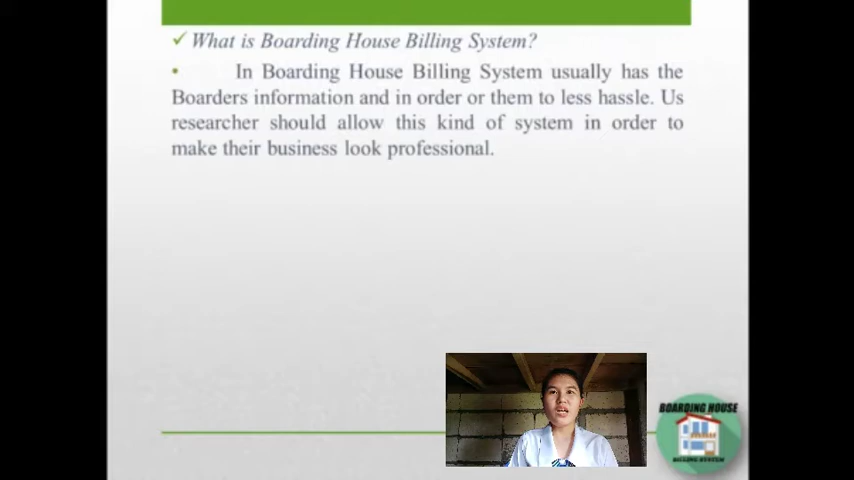 ✓ What is Boarding House Billing System?
• In Boarding House Billing System usually has the
Boarders information and in order or them to less hassle. Us
researcher should allow this kind of system in order to
make their business look professional.
BOARDING HOUSE
BILLING SYSTEM